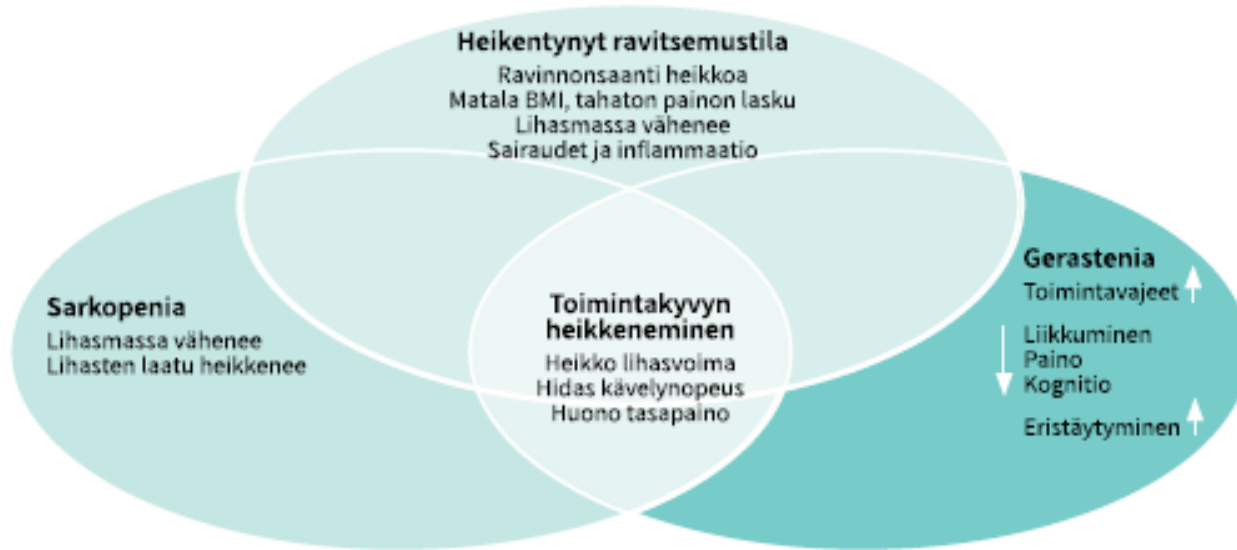 Heikentynyt ravitsemustila
Ravinnonsaanti heikkoa
Matala BMI, tahaton painon lasku
Lihasmassa vähenee
Sairaudet ja inflammaatio
Sarkopenia
Lihasmassa vähenee
Lihasten laatu heikkenee
Toimintakyvyn
heikkeneminen
Heikko lihasvoima
Hidas kävelynopeus
Huono tasapaino
Gerastenia
Toimintavajeet
Liikkuminen
Paino
Kognitio
Eristäytyminen